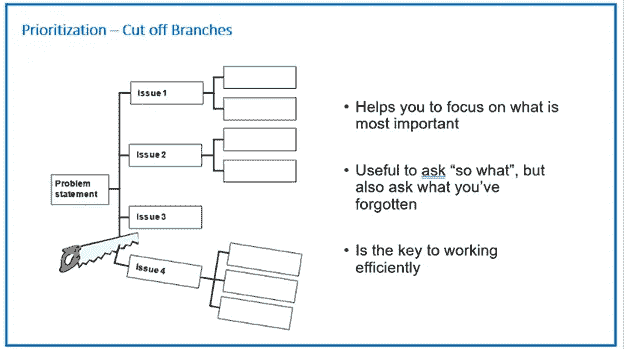 Prioritization – Cut off Branches
Problem
statement
Issue 1
Issue 2
Issue 3
Issue 4
• Helps you to focus on what is
most important
• Useful to ask “so what”, but
also ask what you’ve
forgotten
• Is the key to working
efficiently